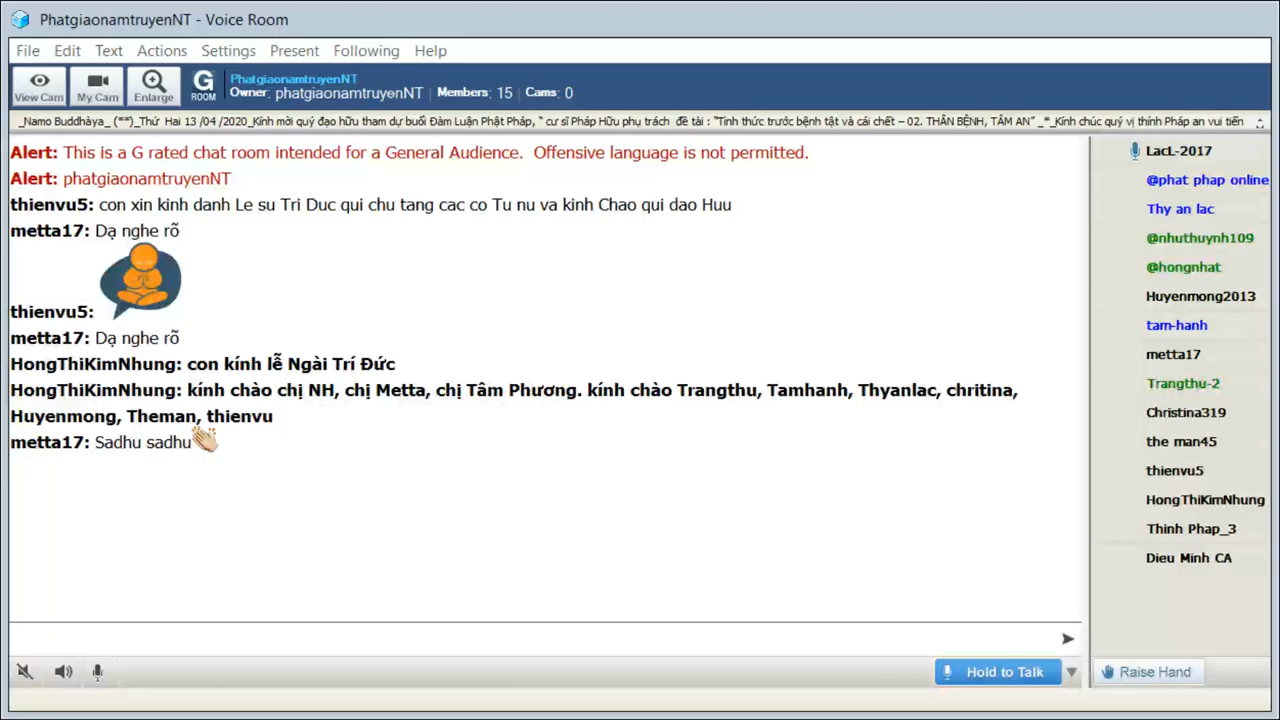 PhatgiaonamtruyenNT - Voice Room
File Edit Text Actions Settings Present Following Help
View Cam
My Cam
Enlarge
G
ROOM
PhatgiaonamtruyenNT
Owner: phatgiaonamtruyenNT | Members: 15 | Cams: 0
_Namo Buddhàya_ (**)_Thứ Hai 13 /04 /2020_Kính mời quý đạo hữu tham dự buổi Đàm Luận Phật Pháp, “ cư sĩ Pháp Hữu phụ trách đề tài : “Tỉnh thức trước bệnh tật và cái chết – 02. THÂN BỆNH, TÂM AN” _*_Kính chúc quý vị thính Pháp an vui tiến
Alert: This is a G rated chat room intended for a General Audience. Offensive language is not permitted.
Alert: phatgiaonamtruyenNT
thienvu5: con xin kinh danh Le su Tri Duc qui chu tang cac co Tu nu va kinh Chao qui dao Huu
metta17: Dạ nghe rõ
thienvu5:
metta17: Dạ nghe rõ
HongThiKimNhung: con kính lễ Ngài Trí Đức
HongThiKimNhung: kính chào chị NH, chị Metta, chị Tâm Phương. kính chào Trangthu, Tamhanh, Thyanlac, chritina,
Huyenmong, Theman, thienvu
metta17: Sadhu sadhu
LacL-2017
@phat phap online
Thy an lac
@nhuthuynh109
@hongnhat
Huyenmong2013
tam-hanh
metta17
Trangthu-2
Christina319
the man45
thienvu5
HongThiKimNhung
Thinh Phap_3
Dieu Minh CA
Hold to Talk
Raise Hand